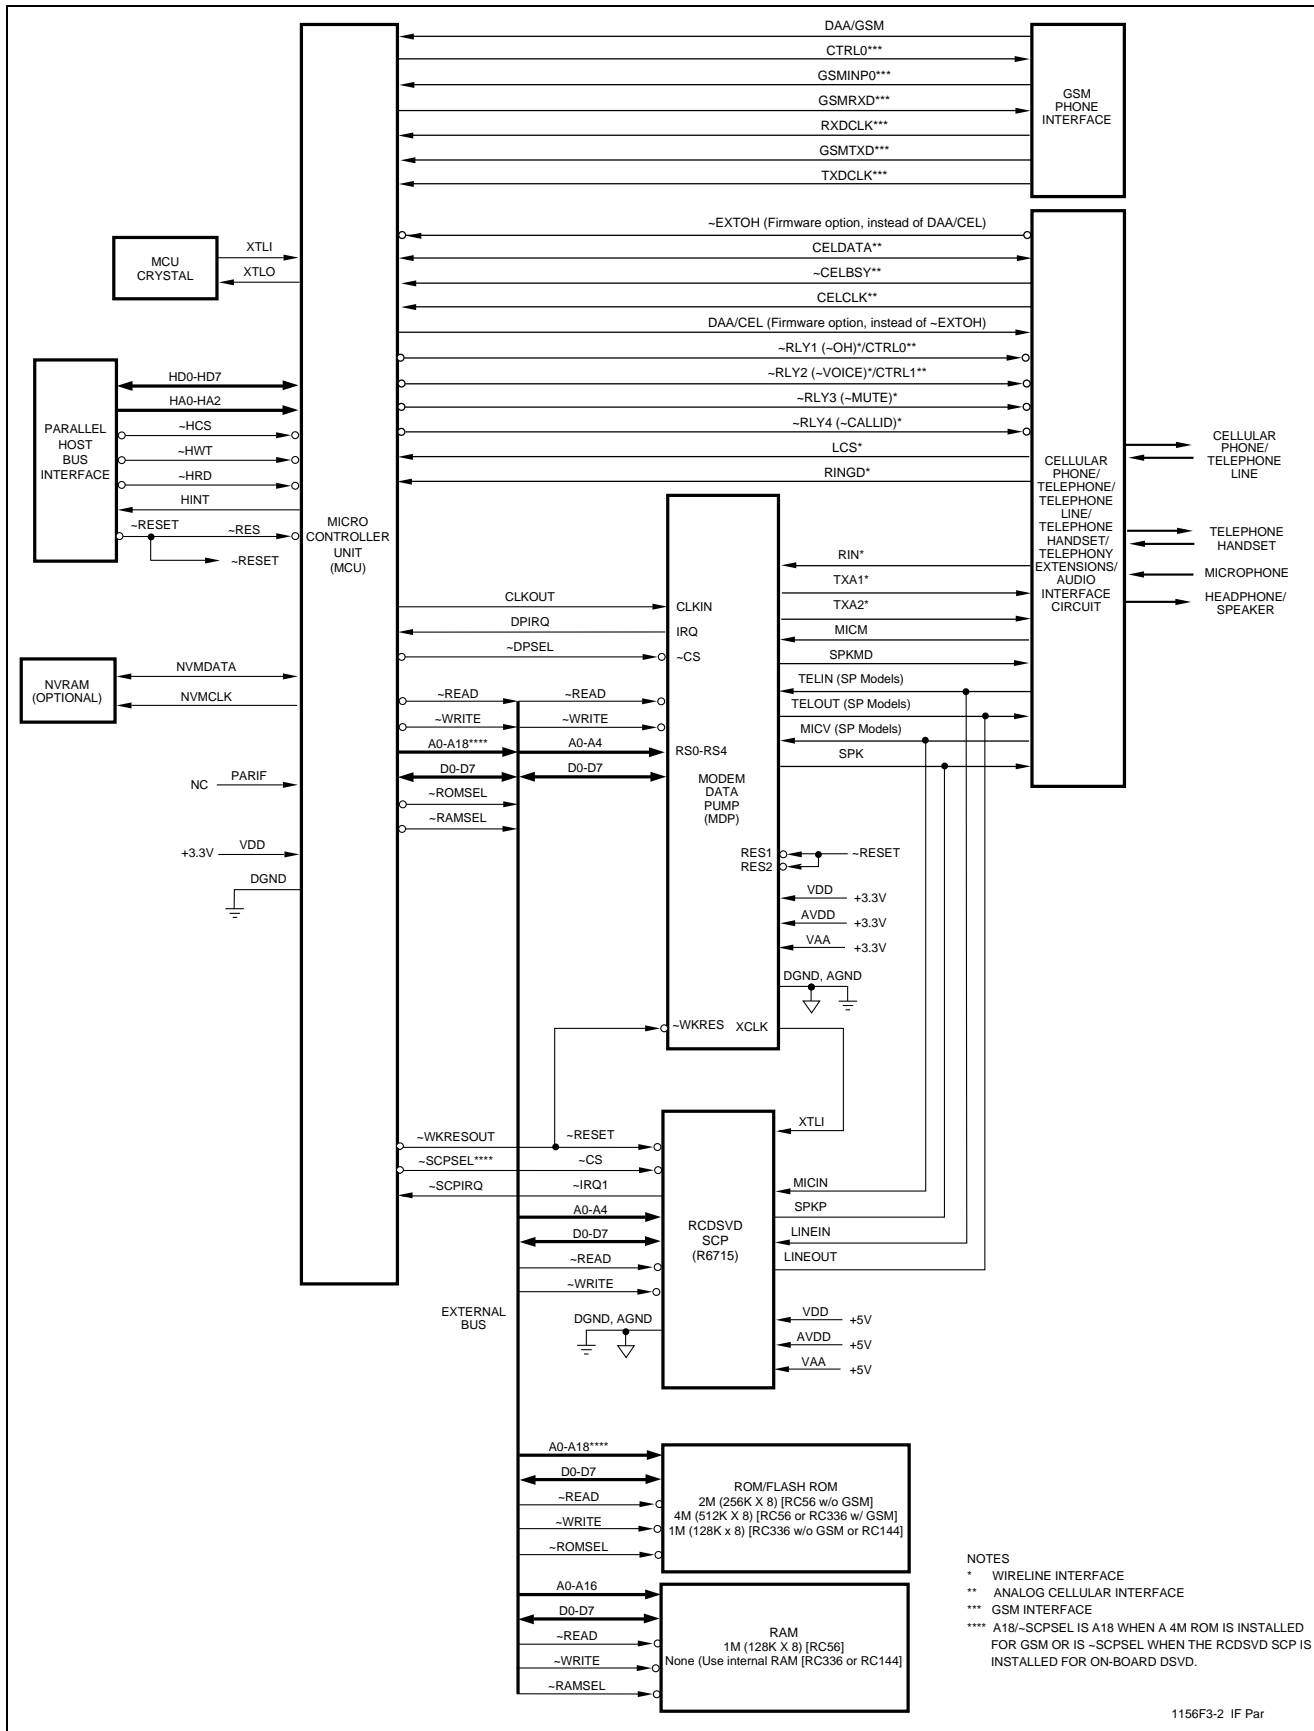 DAA/GSM
CTRL0***
GSMINP0***
GSMRXD***
RXDCLK***
GSMTXD***
TXDCLK***
GSM
PHONE
INTERFACE
~EXTOH (Firmware option, instead of DAA/CEL)
CELDATA**
~CELBSY**
CELCLK**
DAA/CEL (Firmware option, instead of ~EXTOH)
~RLY1 (~OH)*/CTRL0**
~RLY2 (~VOICE)*/CTRL1**
~RLY3 (~MUTE)*
~RLY4 (~CALLID)*
LCS*
RINGD*
MCU
CRYSTAL
XTLI
XTLO
PARALLEL
HOST
BUS
INTERFACE
HD0-HD7
HA0-HA2
~HCS
~HWT
~HRD
HINT
~RESET
~RES
~RESET
MICRO
CONTROLLER
UNIT
(MCU)
CELLULAR
PHONE/
TELEPHONE/
TELEPHONE
LINE/
TELEPHONE
HANDSET/
TELEPHONY
EXTENSIONS/
AUDIO
INTERFACE
CIRCUIT
CELLULAR
PHONE/
TELEPHONE
LINE
TELEPHONE
HANDSET
MICROPHONE
HEADPHONE/
SPEAKER
RIN*
TXA1*
TXA2*
MICM
SPKMD
TELIN (SP Models)
TELOUT (SP Models)
MICV (SP Models)
SPK
CLKOUT
DPIRQ
~DPSEL
CLKIN
IRQ
~CS
NVRAM
(OPTIONAL)
NVMDATA
NVMCLK
~READ
~READ
~WRITE
~WRITE
A0-A18****
A0-A4
RS0-RS4
D0-D7
D0-D7
~ROMSEL
~RAMSEL
MODEM
DATA
PUMP
(MDP)
NC
PARIF
+3.3V
VDD
DGND
RES1
RES2
~RESET
VDD
+3.3V
AVDD
+3.3V
VAA
+3.3V
DGND, AGND
~WKRES
XCLK
XTLI
~WKRESOUT
~RESET
~SCPSEL****
~CS
~SCPIRQ
~IRQ1
A0-A4
D0-D7
~READ
~WRITE
RCDSVD
SCP
(R6715)
MICIN
SPKP
LINEIN
LINEOUT
EXTERNAL
BUS
DGND, AGND
VDD
+5V
AVDD
+5V
VAA
+5V
A0-A18****
D0-D7
~READ
~WRITE
~ROMSEL
ROM/FLASH ROM
2M (256K X 8) [RC56 w/o GSM]
4M (512K X 8) [RC56 or RC336 w/ GSM]
1M (128K x 8) [RC336 w/o GSM or RC144]
A0-A16
D0-D7
~READ
~WRITE
~RAMSEL
RAM
1M (128K X 8) [RC56]
None (Use internal RAM [RC336 or RC144]
NOTES
* WIRELINE INTERFACE
** ANALOG CELLULAR INTERFACE
*** GSM INTERFACE
**** A18/~SCPSEL IS A18 WHEN A 4M ROM IS INSTALLED
FOR GSM OR IS ~SCPSEL WHEN THE RCDSVD SCP IS
INSTALLED FOR ON-BOARD DSVD.
1156F3-2 IF Par